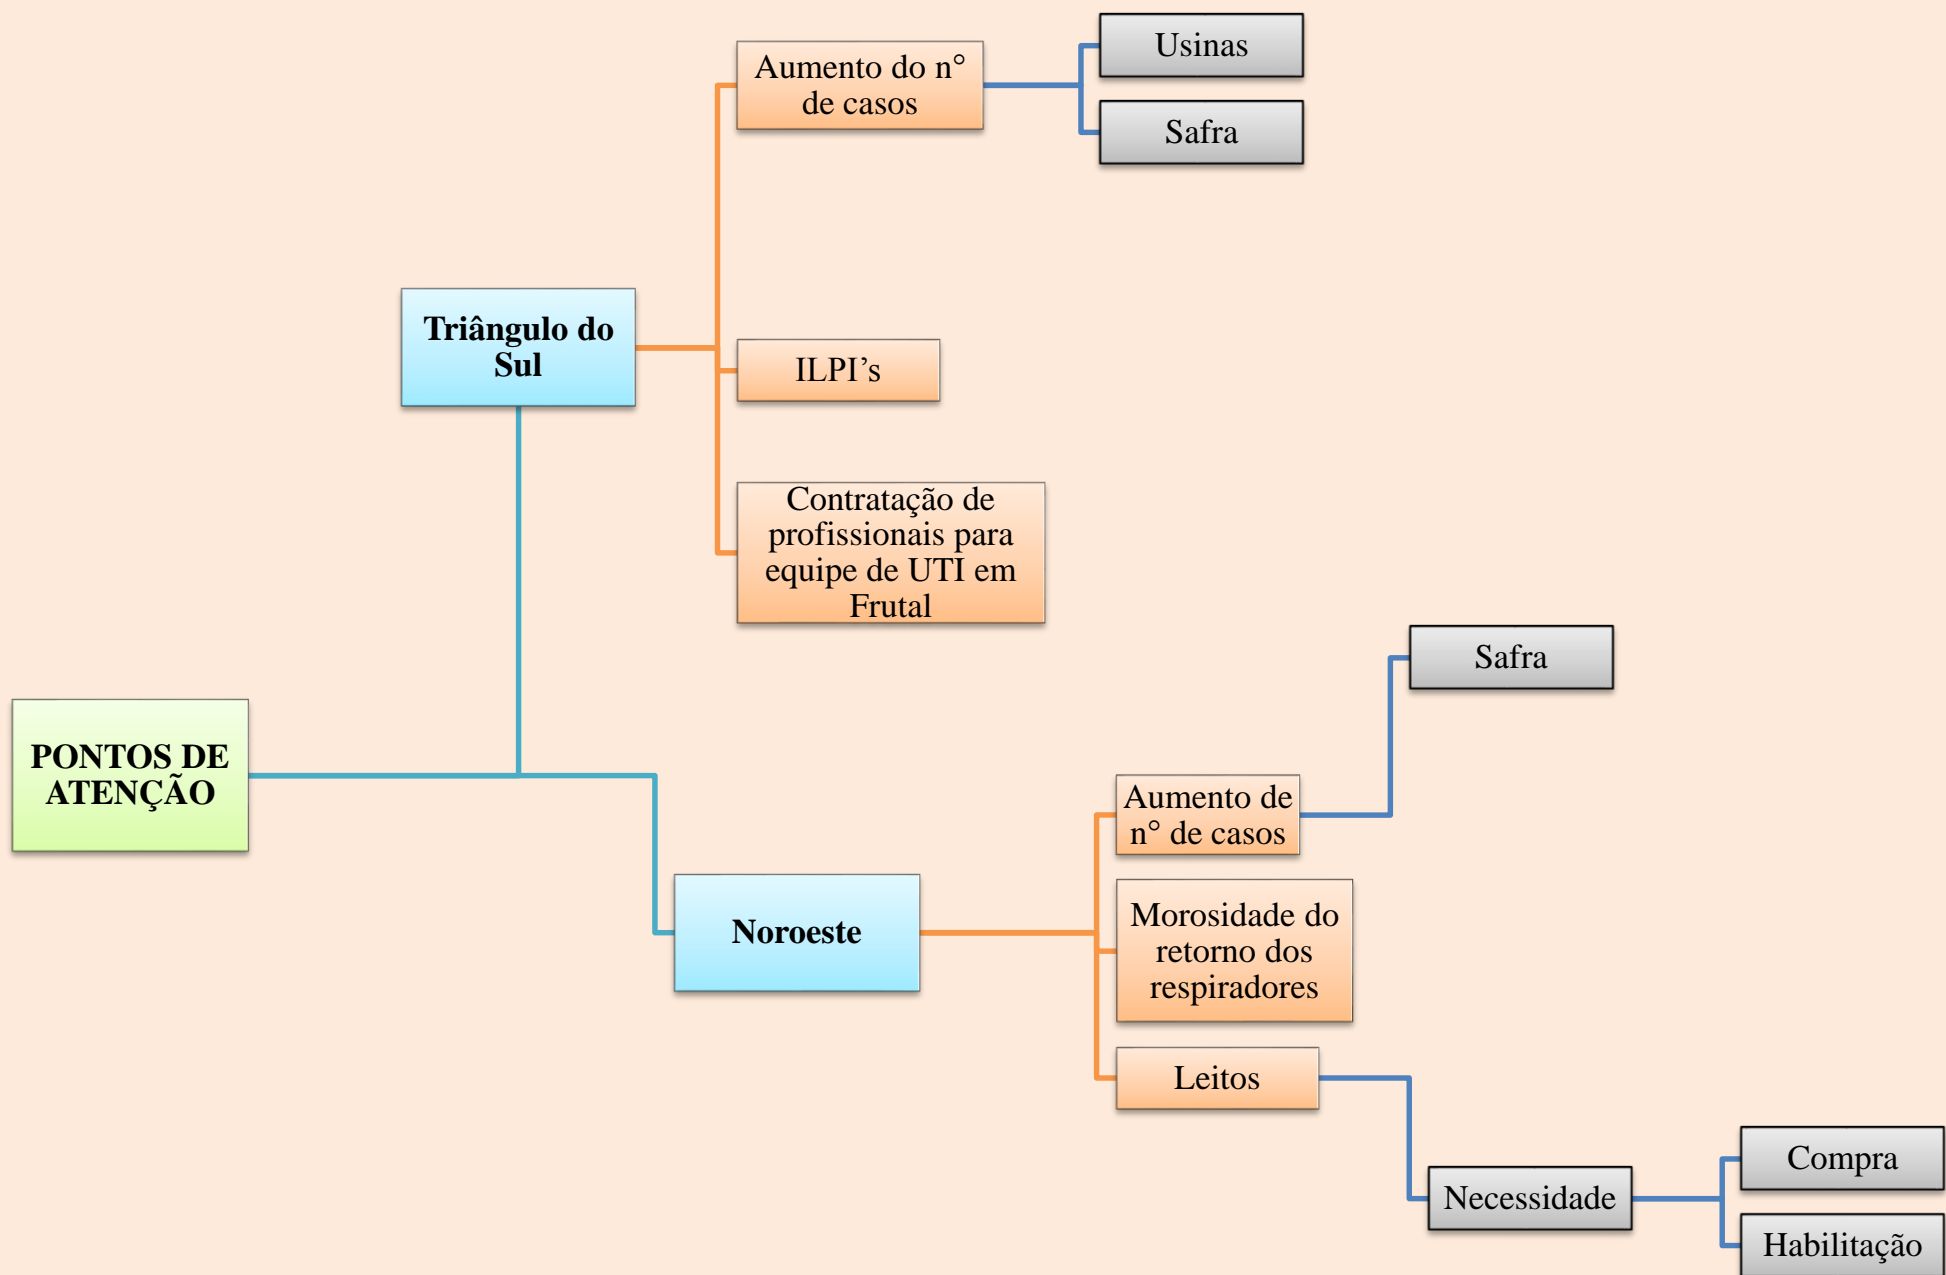 Usinas
Aumento do n°
de casos
Safra
Triângulo do
Sul
ILPI’s
Contratação de
profissionais para
equipe de UTI em
Frutal
Safra
PONTOS DE
ATENÇÃO
Aumento de
n° de casos
Noroeste
Morosidade do
retorno dos
respiradores
Leitos
Compra
Necessidade
Habilitação